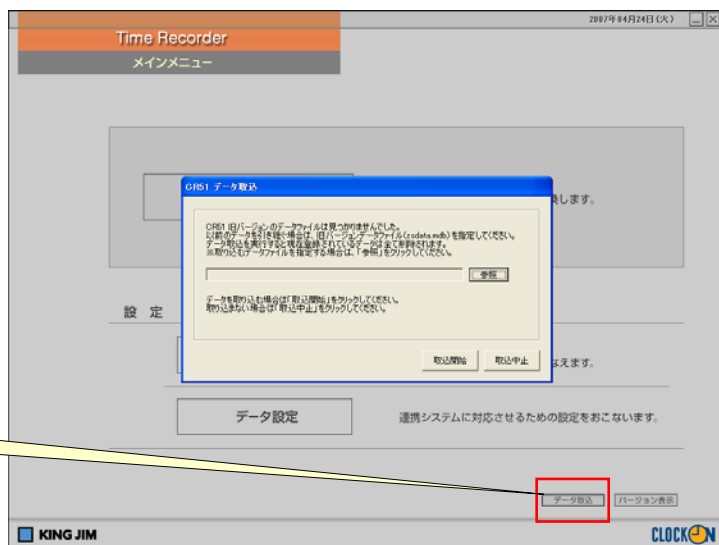 2007年04月24日(火)
Time Recorder
メインメニュー
換します。
GR51 データ取込
GR51 旧バージョンのデータファイルは見つかりませんでした。
以前のデータを引き継ぐ場合は、旧バージョンデータファイル(zsdata.mdb)を指定してください。
データ取込を実行すると現在登録されているデータは全て削除されます。
※取り込むデータファイルを指定する場合は、「参照」をクリックしてください。
参照
データを取り込む場合は「取込開始」をクリックしてください。
取り込まない場合は「取込中止」をクリックしてください。
取込開始 取込中止
設 定
なえます。
データ設定 連携システムに対応させるための設定をおこないます。
データ取込 バージョン表示
KING JIM
CLOCKON